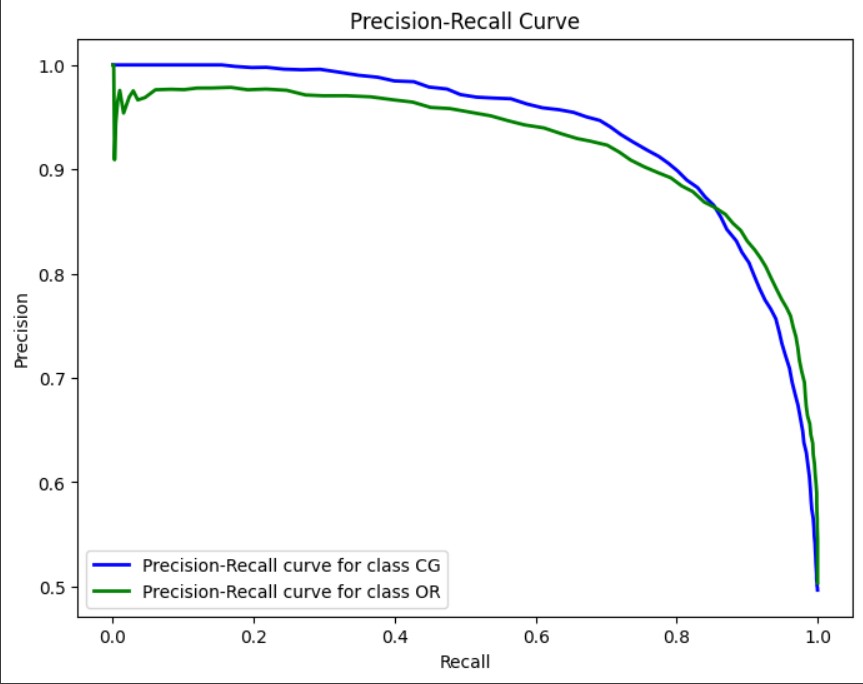 Precision-Recall Curve
1.0
0.9
0.8
0.7
0.6
0.5
Precision
Precision-Recall curve for class CG
Precision-Recall curve for class OR
0.0 0.2 0.4 0.6 0.8 1.0
Recall